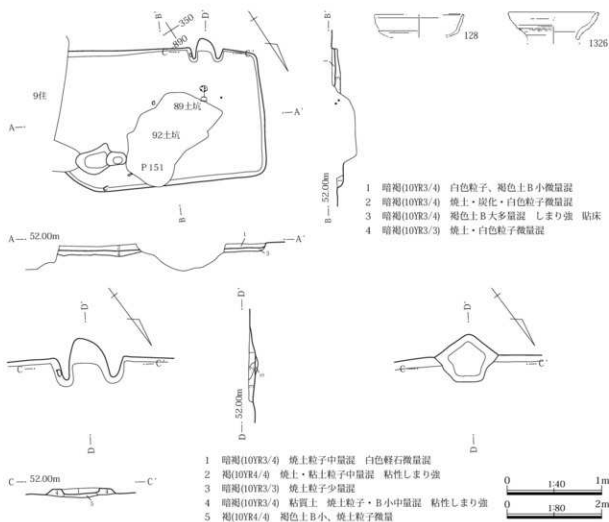 B'
D'
350
890
C'
128
1326
9住
89土坑
92土坑
P151
A
A'
B
B'
B 52.00m
1 暗褐(10YR3/4) 白色粒子、褐色土B小微量混
2 暗褐(10YR3/4) 焼土・炭化・白色粒子微量混
3 暗褐(10YR3/4) 褐色土B大多量混 しまり強 貼床
4 暗褐(10YR3/3) 焼土・白色粒子微量混
A 52.00m A'
1
3
D'
C C'
D
D'
D 52.00m
C C'
D
C 52.00m C'
1 暗褐(10YR3/4) 焼土粒子中量混 白色軽石微量混
2 褐(10YR4/4) 焼土・粘土粒子中量混 粘性しまり強
3 暗褐(10YR3/3) 焼土粒子少量混
4 暗褐(10YR3/4) 粘質土 焼土粒子・B小中量混 粘性しまり強
5 褐(10YR4/4) 褐色土B小、焼土粒子微量
0 1:40 1m
0 1:80 2m